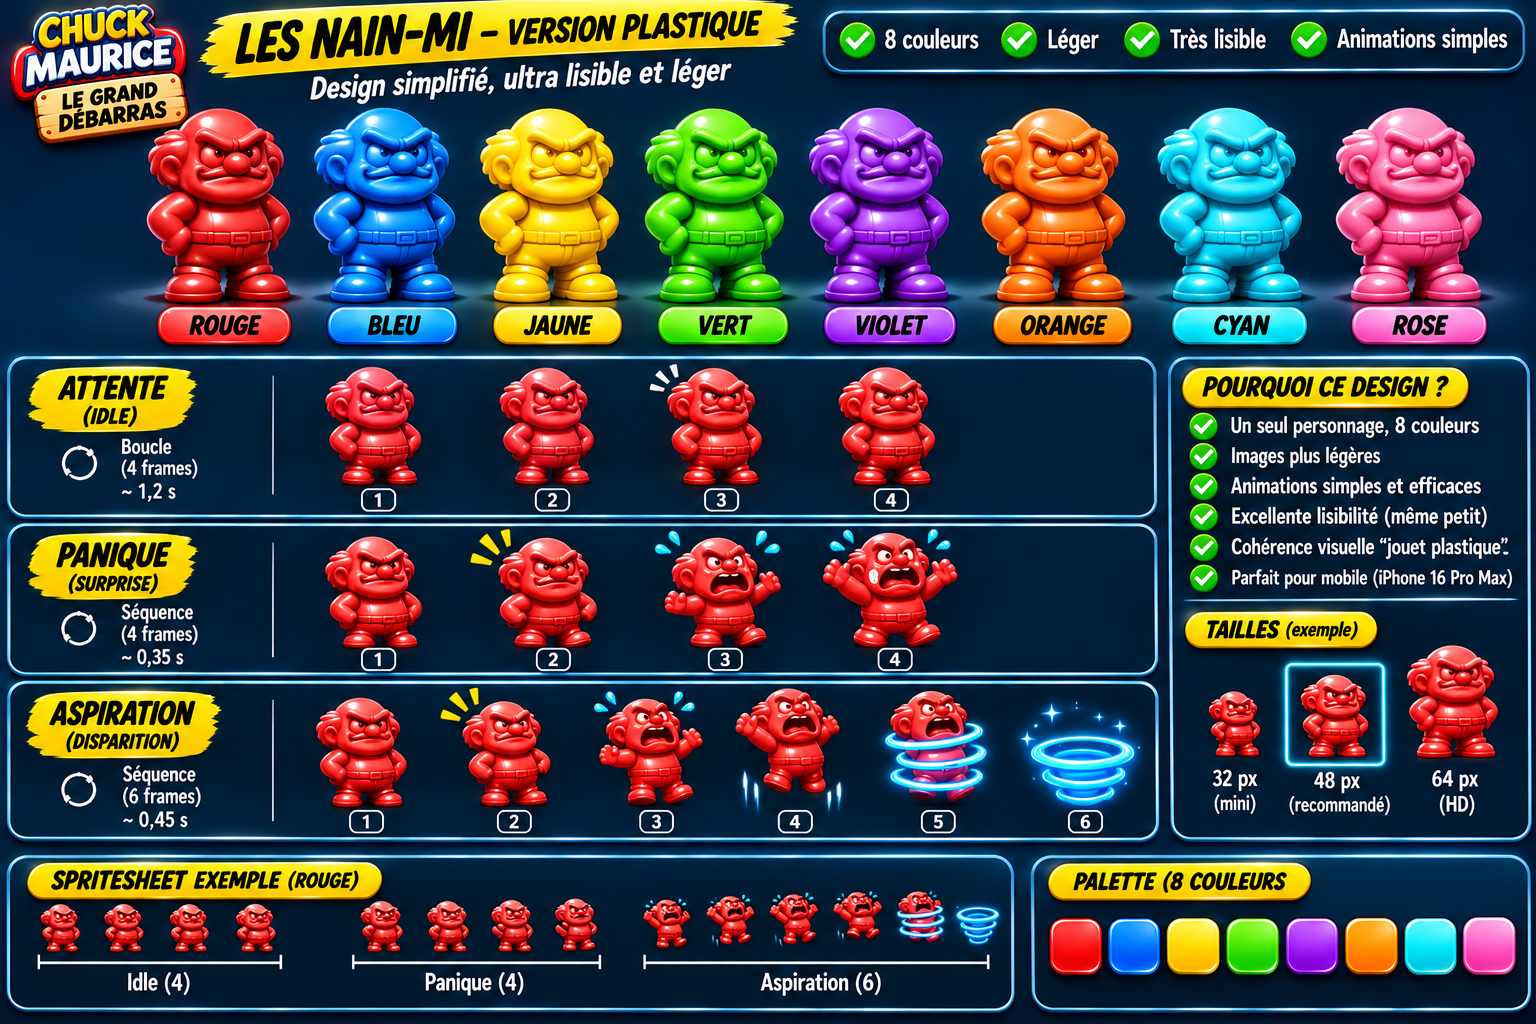 CHUCK
MAURICE
LE GRAND
DÉBARRAS
LES NAIN-MI – VERSION PLASTIQUE
Design simplifié, ultra lisible et léger
8 couleurs
Léger
Très lisible
Animations simples
ROUGE
BLEU
JAUNE
VERT
VIOLET
ORANGE
CYAN
ROSE
ATTENTE
(IDLE)
Boucle
(4 frames)
~ 1,2 s
1
2
3
4
PANIQUE
(SURPRISE)
Séquence
(4 frames)
~ 0,35 s
1
2
3
4
ASPIRATION
(DISPARITION)
Séquence
(6 frames)
~ 0,45 s
1
2
3
4
5
6
POURQUOI CE DESIGN ?
Un seul personnage, 8 couleurs
Images plus légères
Animations simples et efficaces
Excellente lisibilité (même petit)
Cohérence visuelle “jouet plastique”.
Parfait pour mobile (iPhone 16 Pro Max)
TAILLES (exemple)
32 px
(mini)
48 px
(recommandé)
64 px
(HD)
SPRITESHEET EXEMPLE (ROUGE)
Idle (4)
Panique (4)
Aspiration (6)
PALETTE (8 COULEURS